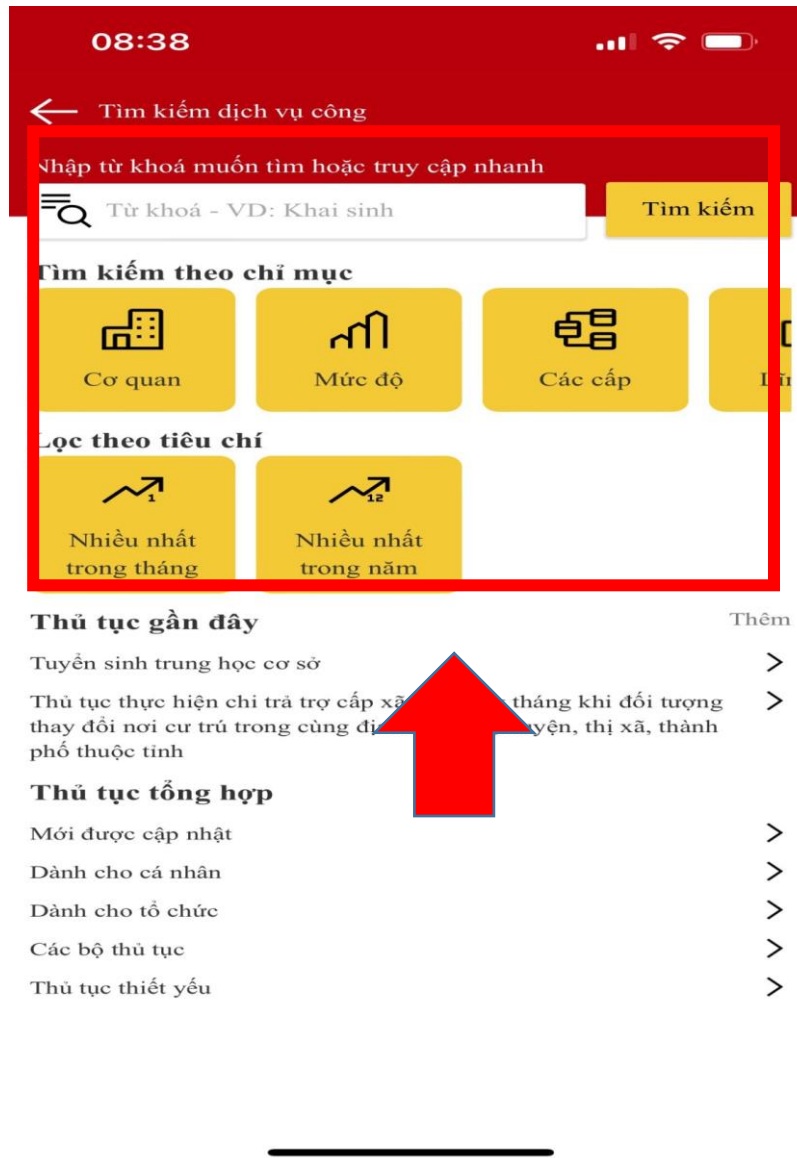 08:38
Tìm kiếm dịch vụ công
Nhập từ khoá muốn tìm hoặc truy cập nhanh
Từ khoá - VD: Khai sinh
Tìm kiếm
Tìm kiếm theo chỉ mục
Cơ quan
Mức độ
Các cấp
Lọc theo tiêu chí
1
12
Nhiều nhất
trong tháng
Nhiều nhất
trong năm
Thủ tục gần đây
Thêm
Tuyển sinh trung học cơ sở
Thủ tục thực hiện chi trả trợ cấp xã tháng khi đối tượng
thay đổi nơi cư trú trong cùng thị xã, thành
phố thuộc tỉnh
Thủ tục tổng hợp
Mới được cập nhật
Dành cho cá nhân
Dành cho tổ chức
Các bộ thủ tục
Thủ tục thiết yếu